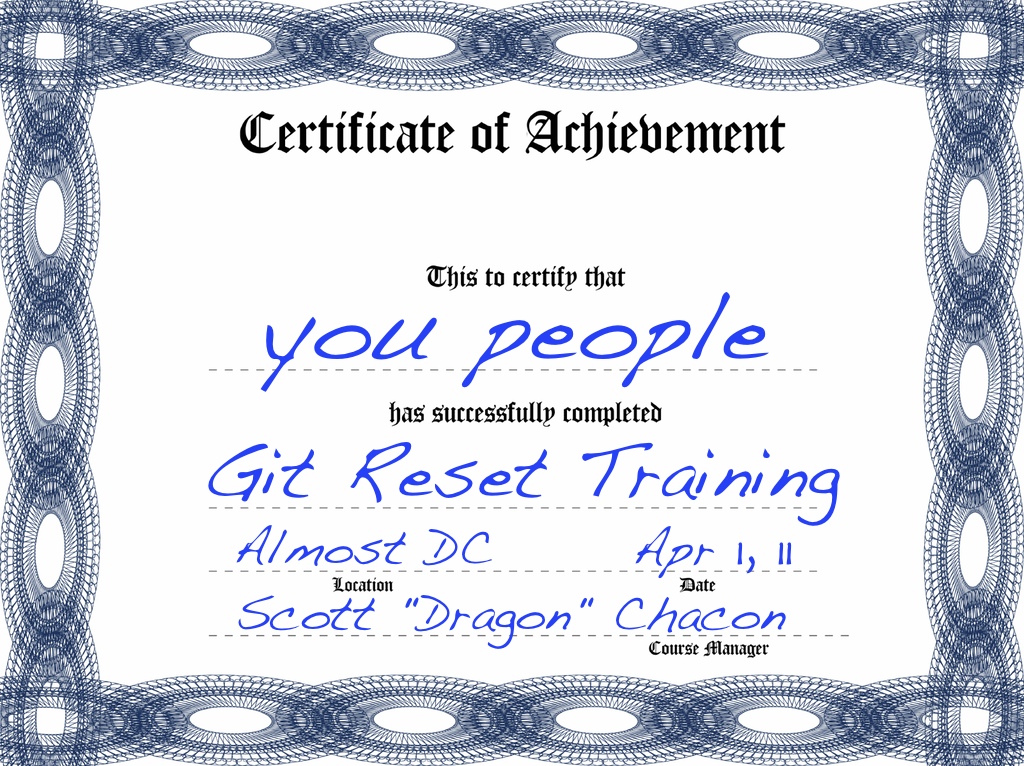 Certificate of Achievement
This to certify that
you people
has successfully completed
Git Reset Training
Almost DC Apr 1, 11
Location Date
Scott "Dragon" Chacon
Course Manager